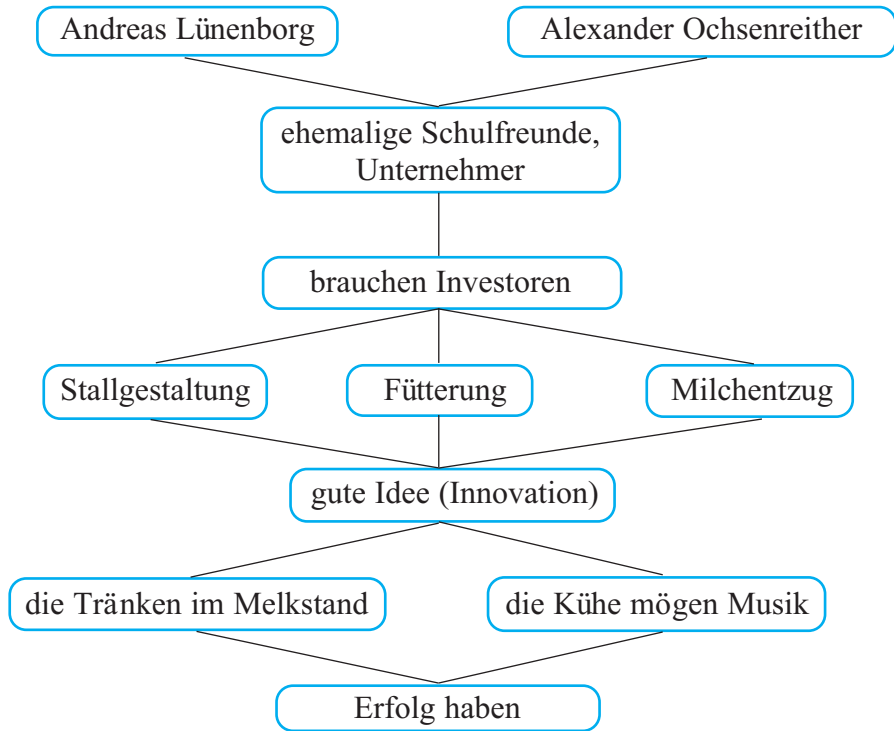 Andreas Lünenborg
Alexander Ochsenreither
ehemalige Schulfreunde,
Unternehmer
brauchen Investoren
Stallgestaltung
Fütterung
Milchentzug
gute Idee (Innovation)
die Tränken im Melkstand
die Kühe mögen Musik
Erfolg haben